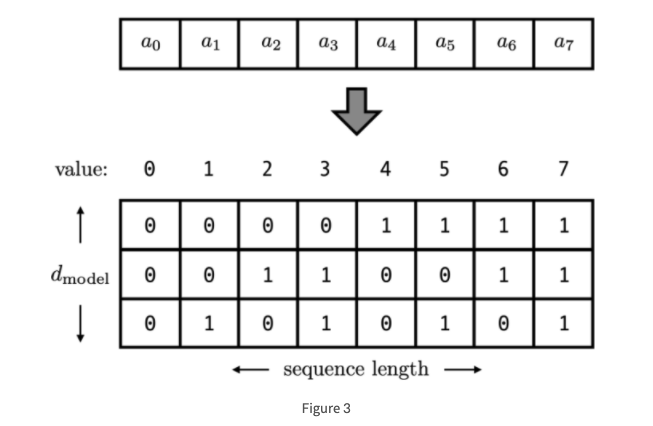 a₀ a₁ a₂ a₃ a₄ a₅ a₆ a₇
value: 0 1 2 3 4 5 6 7
0 0 0 0 1 1 1 1
d_model 0 0 1 1 0 0 1 1
0 1 0 1 0 1 0 1
sequence length
Figure 3